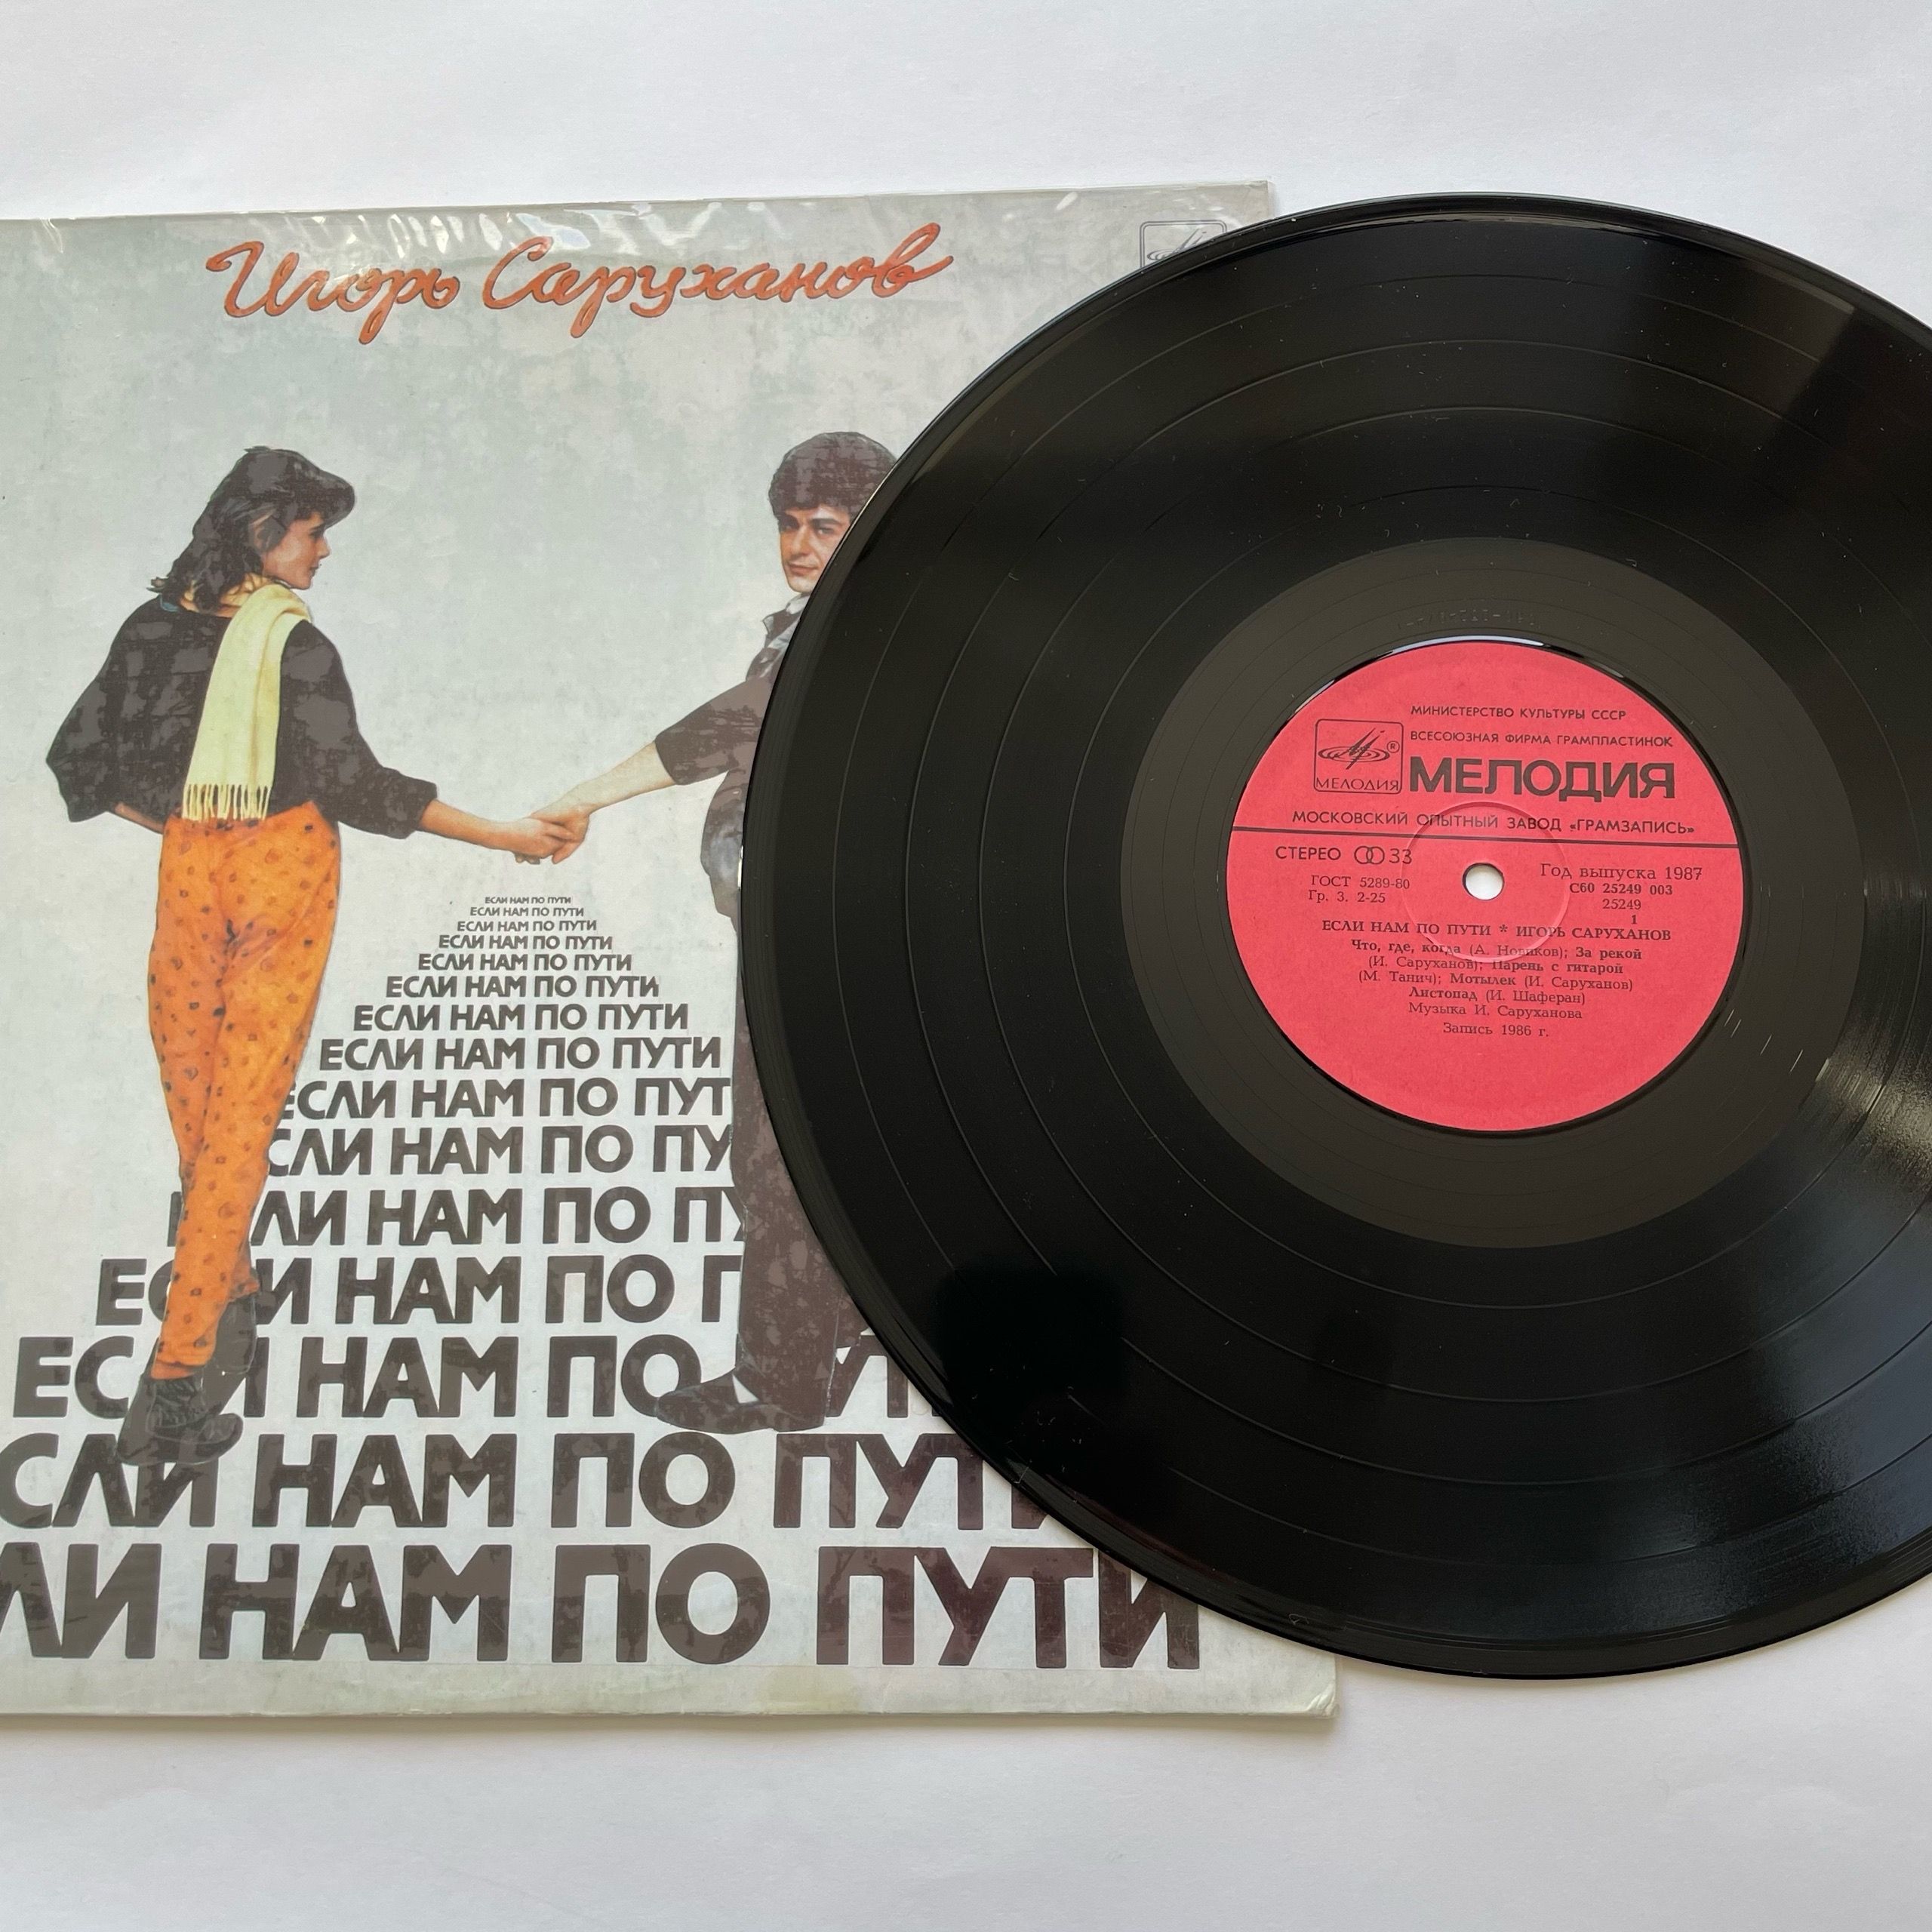 Игорь Саруханов
ЕСЛИ НАМ ПО ПУТИ
ЕСЛИ НАМ ПО ПУТИ
ЕСЛИ НАМ ПО ПУТИ
ЕСЛИ НАМ ПО ПУТИ
ЕСЛИ НАМ ПО ПУТИ
ЕСЛИ НАМ ПО ПУТИ
ЕСЛИ НАМ ПО ПУТИ
ЕСЛИ НАМ ПО ПУТИ
ЕСЛИ НАМ ПО ПУТ
СЛИ НАМ ПО ПУ
ЛИ НАМ ПО ПУ
ЕСЛИ НАМ ПО П
ЕСЛИ НАМ ПО ПУТИ
СЛИ НАМ ПО ПУТИ
ЛИ НАМ ПО ПУТИ
МИНИСТЕРСТВО КУЛЬТУРЫ СССР
ВСЕСОЮЗНАЯ ФИРМА ГРАМПЛАСТИНОК
МЕЛОДИЯ ® МЕЛОДИЯ
МОСКОВСКИЙ ОПЫТНЫЙ ЗАВОД «ГРАМЗАПИСЬ»
СТЕРЕО 33
ГОСТ 5289-80
Гр. 3. 2-25
Год выпуска 1987
С60 25249 003
25249
1
ЕСЛИ НАМ ПО ПУТИ * ИГОРЬ САРУХАНОВ
Что, где, когда (А. Новиков); За рекой
(И. Саруханов); Парень с гитарой
(М. Танич); Мотылек (И. Саруханов)
Листопад (И. Шаферан)
Музыка И. Саруханова
Запись 1986 г.